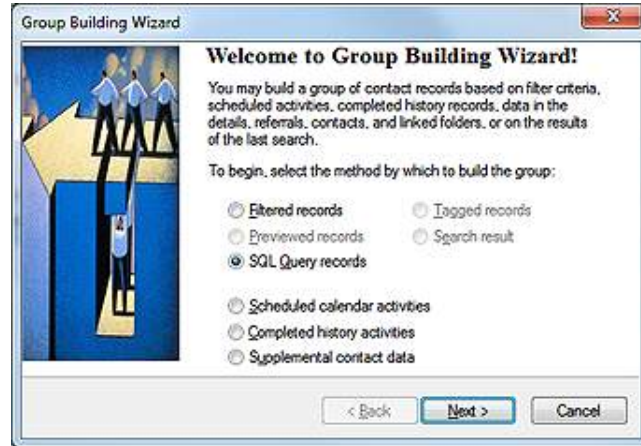 Group Building Wizard
Welcome to Group Building Wizard!
You may build a group of contact records based on filter criteria,
scheduled activities, completed history records, data in the
details, referrals, contacts, and linked folders, or on the results
of the last search.
To begin, select the method by which to build the group:
Filtered records
Tagged records
Previewed records
Search result
SQL Query records
Scheduled calendar activities
Completed history activities
Supplemental contact data
< Back
Next >
Cancel